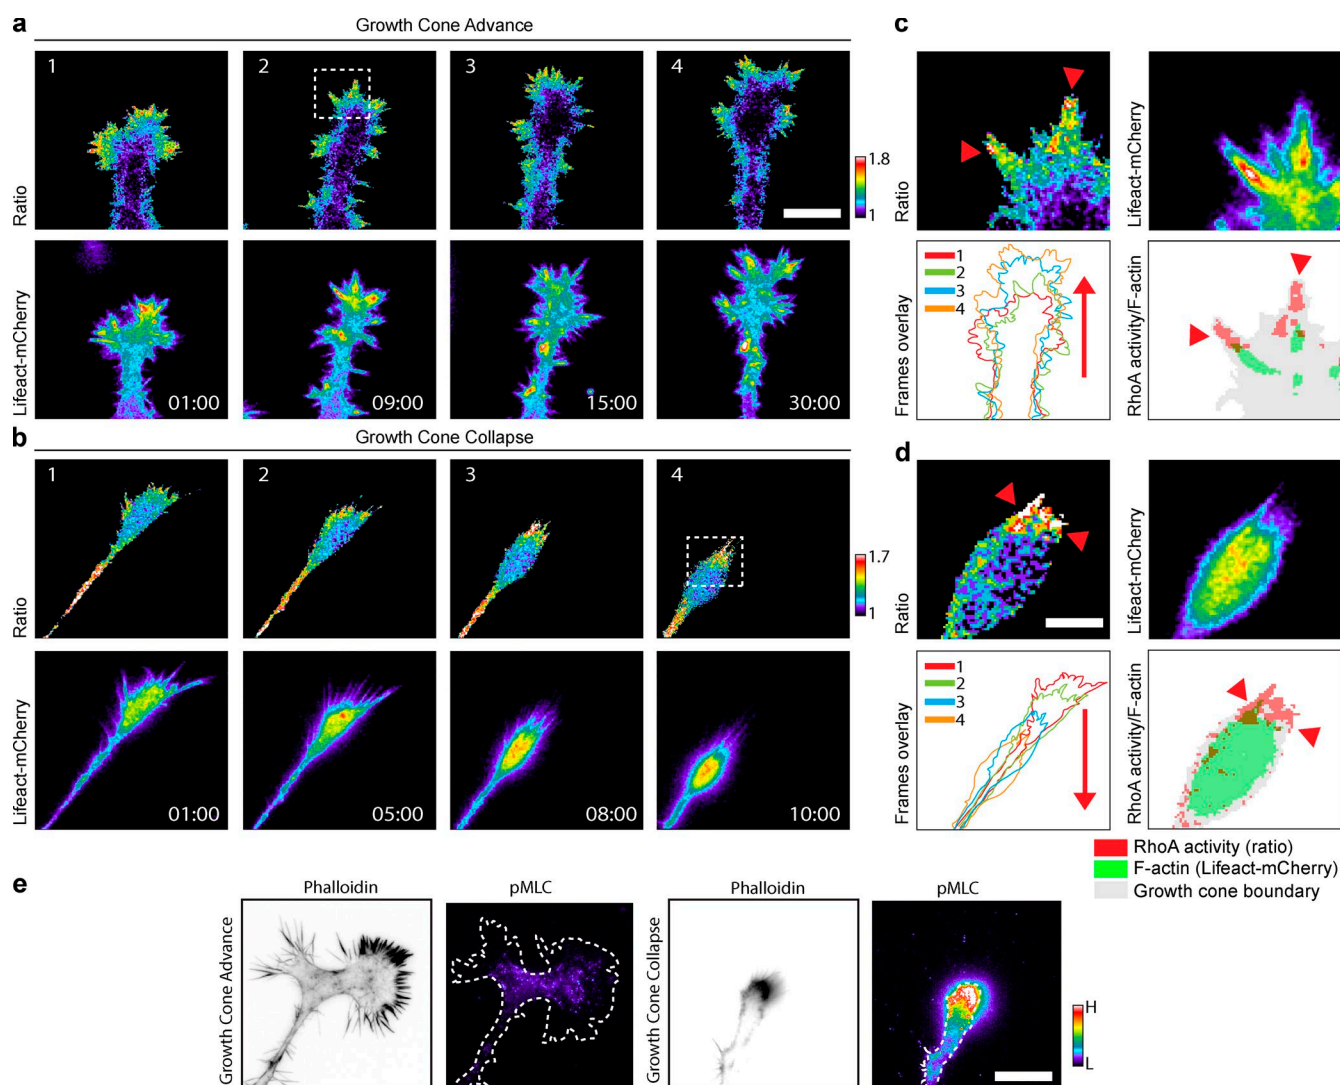 a
Growth Cone Advance
1
2
3
4
Ratio
1.8
1
Lifeact-mCherry
01:00
09:00
15:00
30:00
b
Growth Cone Collapse
1
2
3
4
Ratio
1.7
1
Lifeact-mCherry
01:00
05:00
08:00
10:00
c
Ratio
Lifeact-mCherry
Frames overlay
1
2
3
4
RhoA activity/F-actin
d
Ratio
Lifeact-mCherry
Frames overlay
1
2
3
4
RhoA activity/F-actin
RhoA activity (ratio)
F-actin (Lifeact-mCherry)
Growth cone boundary
e
Phalloidin
pMLC
Phalloidin
pMLC
Growth Cone Advance
Growth Cone Collapse
H
L